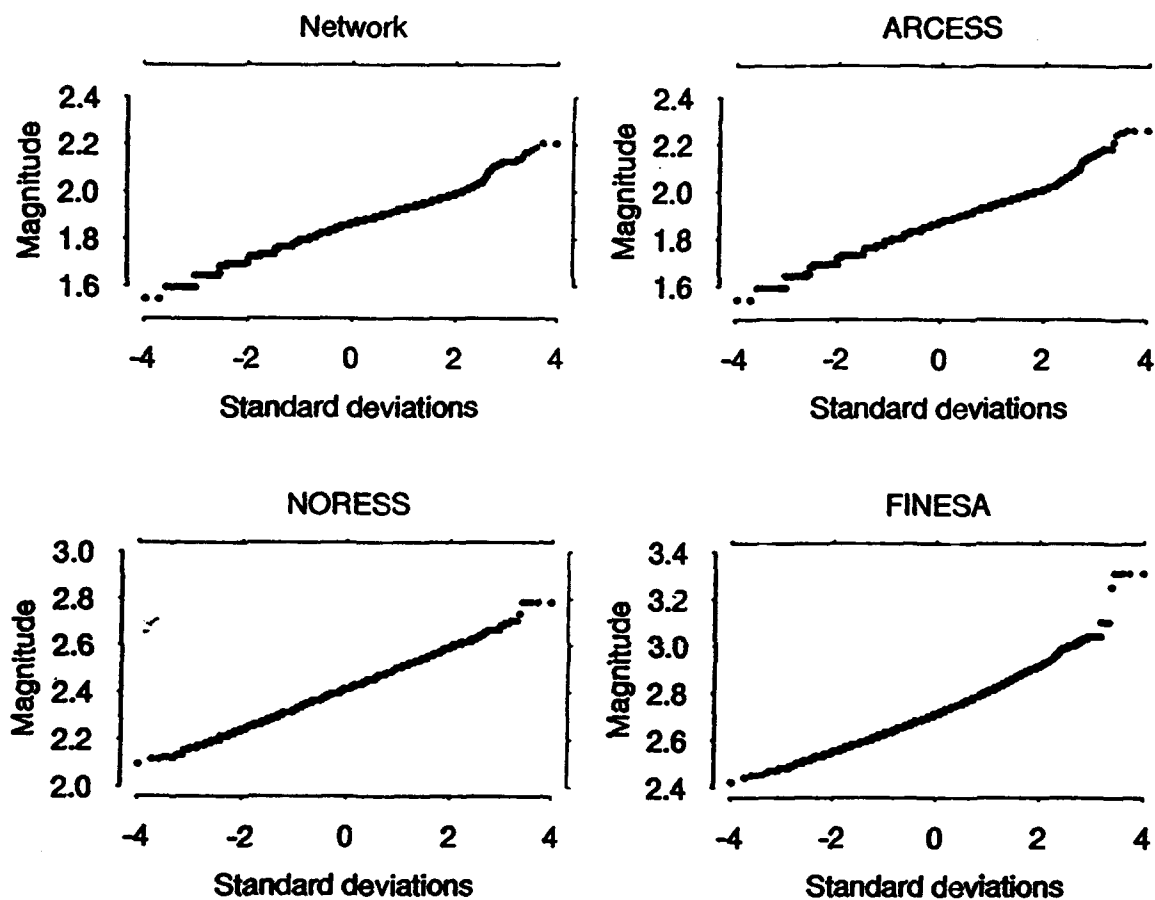 Network
Magnitude
2.4
2.2
2.0
1.8
1.6
-4 -2 0 2 4
Standard deviations
ARCESS
Magnitude
2.4
2.2
2.0
1.8
1.6
-4 -2 0 2 4
Standard deviations
NORESS
Magnitude
3.0
2.8
2.6
2.4
2.2
2.0
-4 -2 0 2 4
Standard deviations
FINESA
Magnitude
3.4
3.2
3.0
2.8
2.6
2.4
-4 -2 0 2 4
Standard deviations